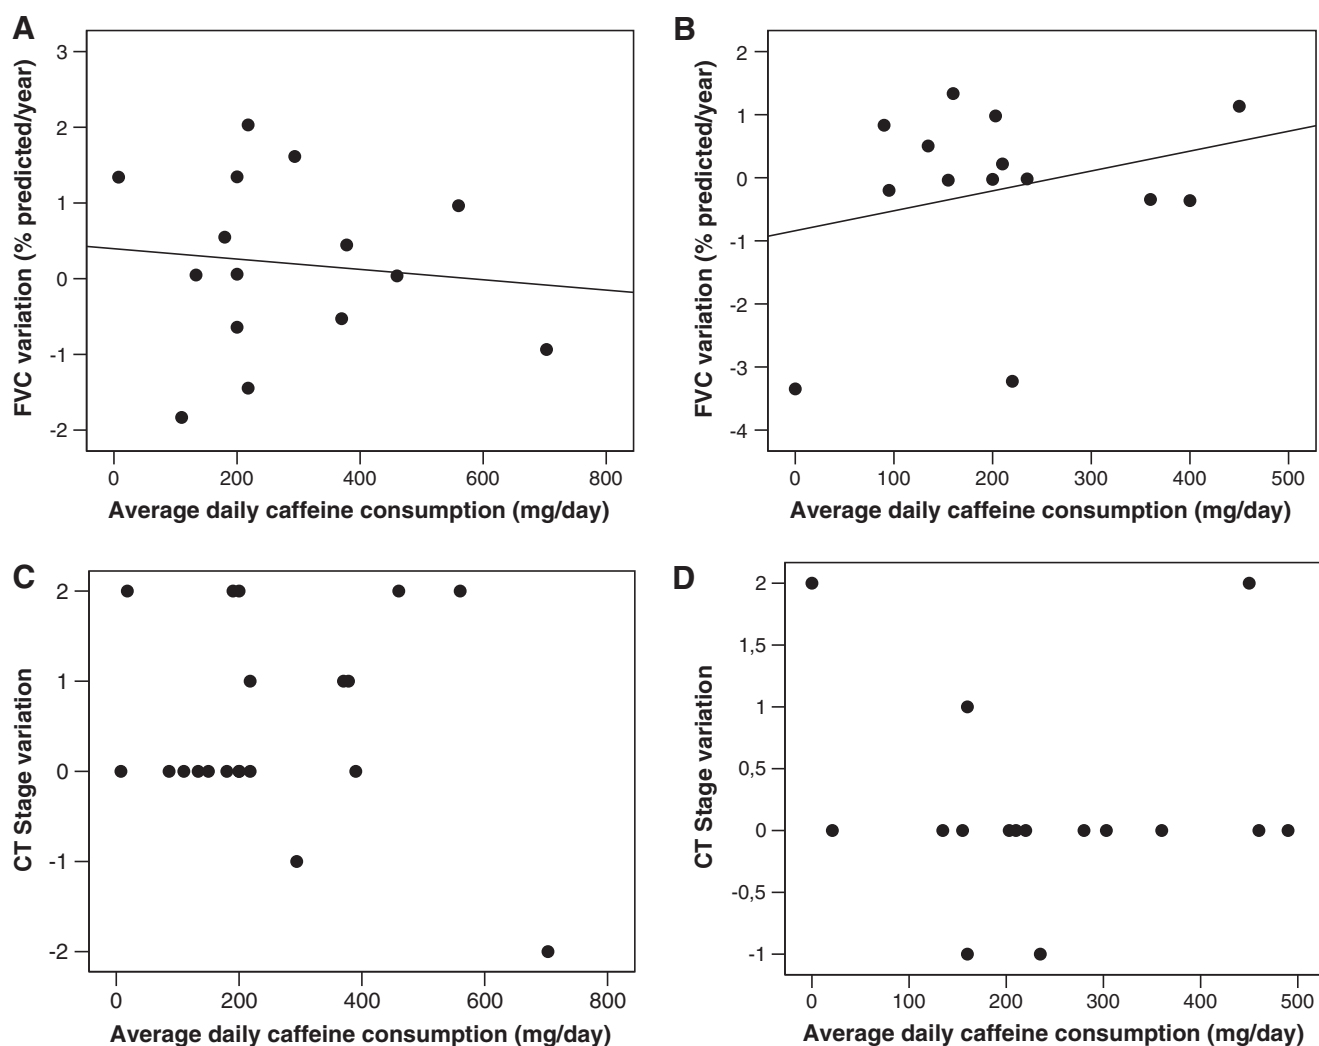 A
FVC variation (% predicted/year)
3
2
1
0
-1
-2
0 200 400 600 800
Average daily caffeine consumption (mg/day)
B
FVC variation (% predicted/year)
2
1
0
-1
-2
-3
-4
0 100 200 300 400 500
Average daily caffeine consumption (mg/day)
C
CT Stage variation
2
1
0
-1
-2
0 200 400 600 800
Average daily caffeine consumption (mg/day)
D
CT Stage variation
2
1,5
1
0,5
0
-0,5
-1
0 100 200 300 400 500
Average daily caffeine consumption (mg/day)